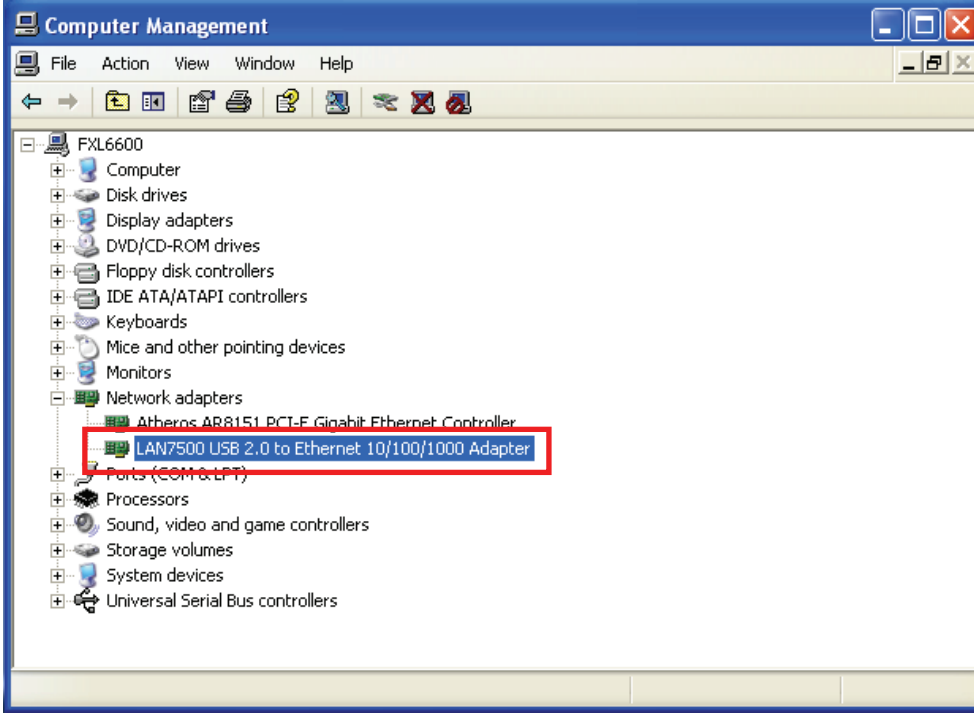 Computer Management
File Action View Window Help
FXL6600
Computer
Disk drives
Display adapters
DVD/CD-ROM drives
Floppy disk controllers
IDE ATA/ATAPI controllers
Keyboards
Mice and other pointing devices
Monitors
Network adapters
Atheros AR8151 PCI-E Gigabit Ethernet Controller
LAN7500 USB 2.0 to Ethernet 10/100/1000 Adapter
Ports (COM & LPT)
Processors
Sound, video and game controllers
Storage volumes
System devices
Universal Serial Bus controllers